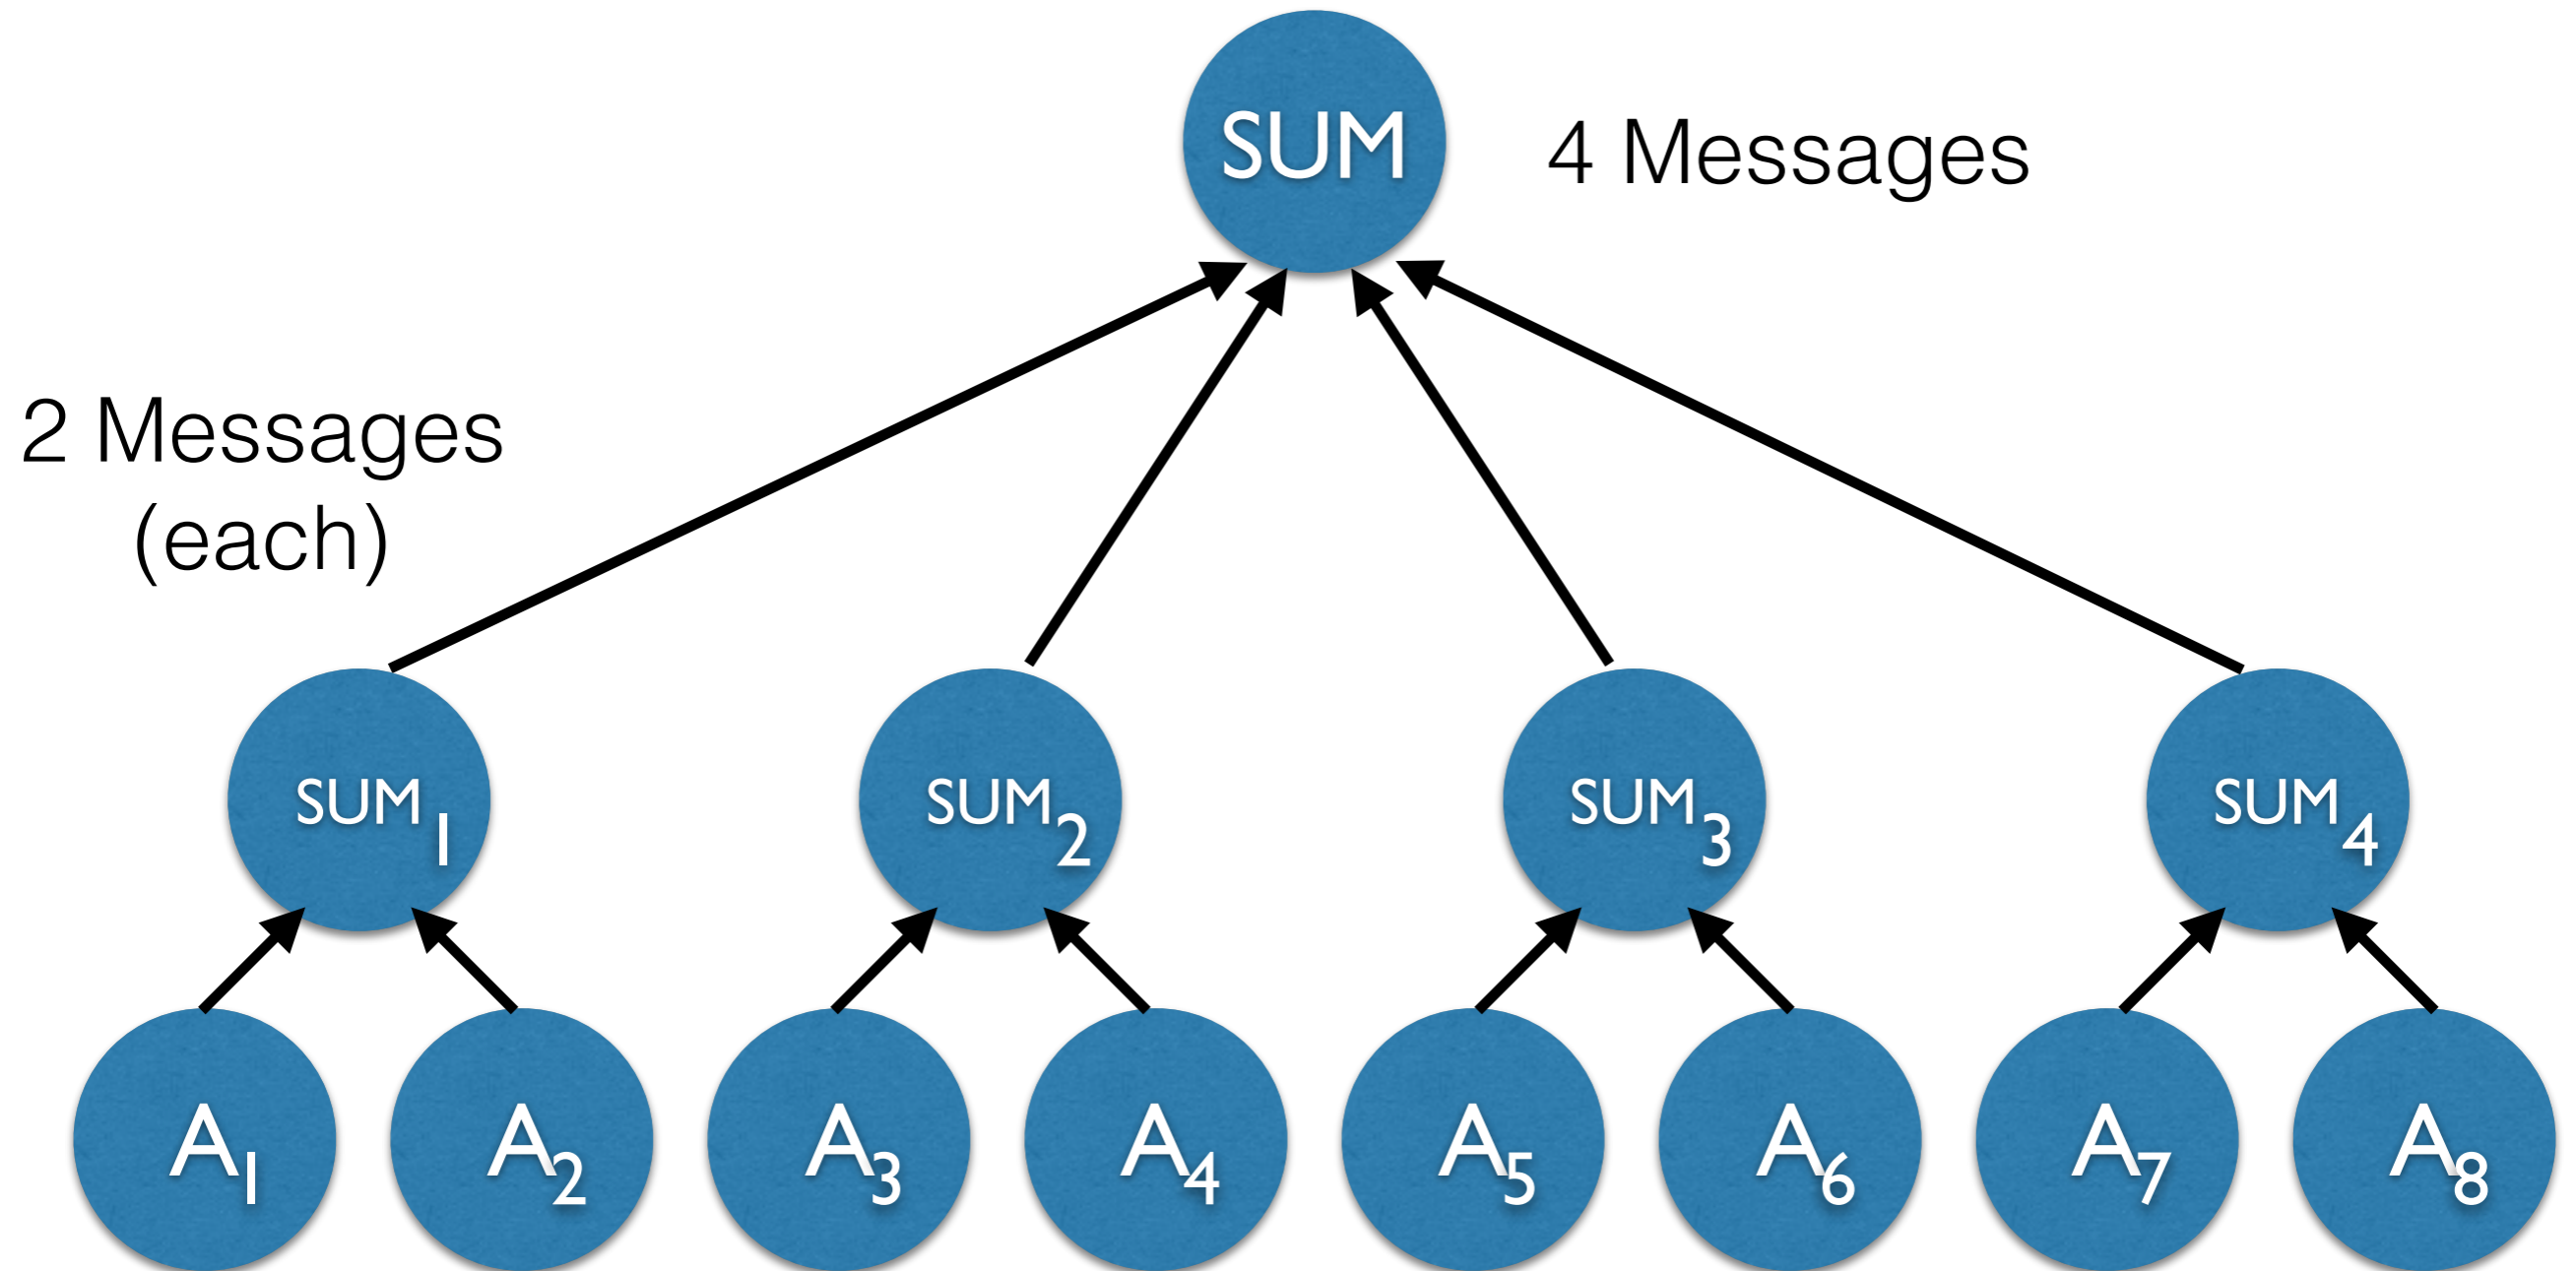 SUM
4 Messages
2 Messages
(each)
SUM₁
SUM₂
SUM₃
SUM₄
A₁
A₂
A₃
A₄
A₅
A₆
A₇
A₈